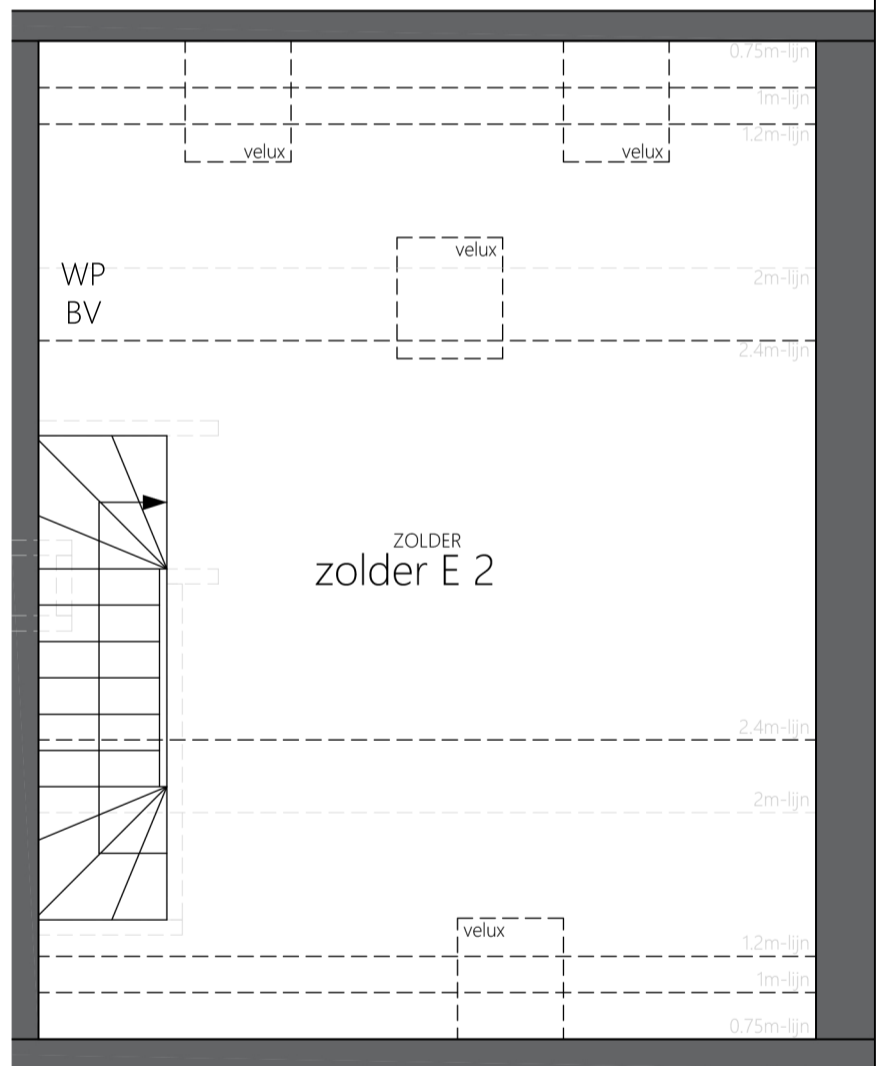 0.75m-lijn
1m-lijn
1.2m-lijn
velux
velux
velux
WP
2m-lijn
BV
2.4m-lijn
ZOLDER
zolder E 2
2.4m-lijn
2m-lijn
velux
1.2m-lijn
1m-lijn
0.75m-lijn